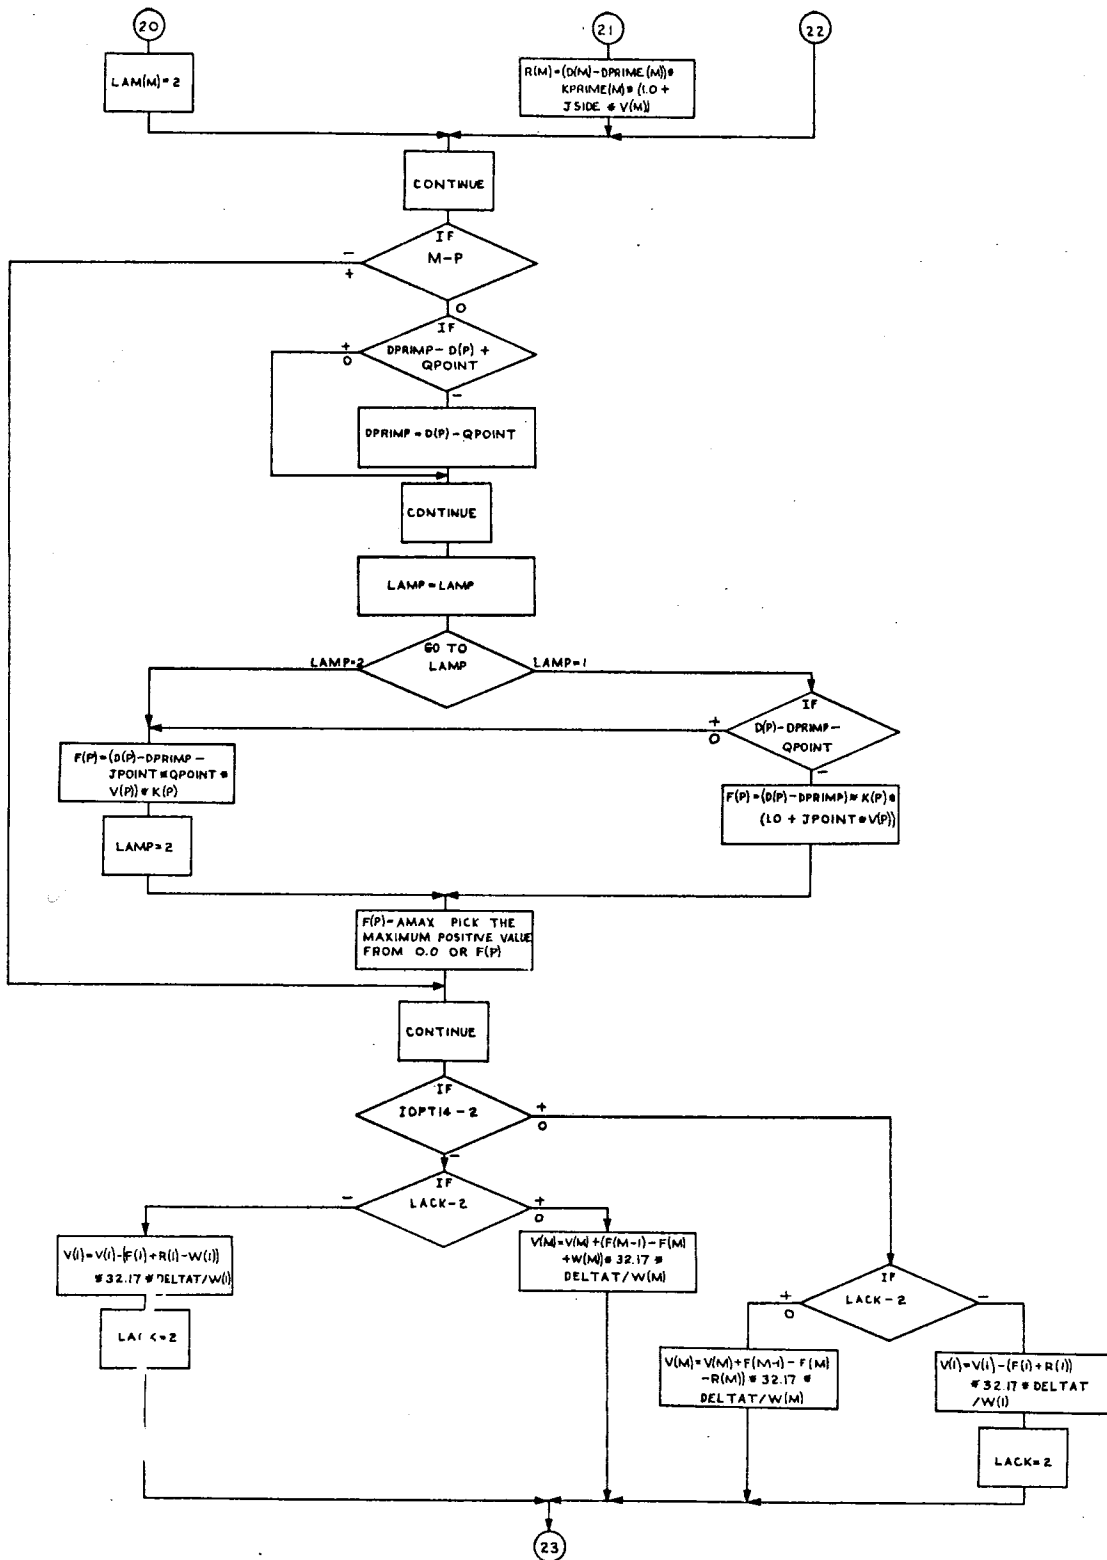 20
21
22
LAM(M)=2
R(M)=(D(M)-DPRIME(M))*
KPRIME(M)*(1.0+
JSIDE * V(M))
CONTINUE
IF
M-P
-
+
0
IF
DPRIMP-D(P)+
QPOINT
+
0
-
DPRIMP=D(P)-QPOINT
CONTINUE
LAMP=LAMP
GO TO
LAMP
LAMP=2
LAMP=1
IF
D(P)-DPRIMP-
QPOINT
+
0
-
F(P)=(D(P)-DPRIMP-
JPOINT*QPOINT*
V(P))*K(P)
F(P)=(D(P)-DPRIMP)*K(P)*
(1.0+JPOINT*V(P))
LAMP=2
F(P)-AMAX PICK THE
MAXIMUM POSITIVE VALUE
FROM 0.0 OR F(P)
CONTINUE
IF
IOPT14-2
+
0
-
IF
LACK-2
-
+
0
V(1)=V(1)-(F(1)+R(1)-W(1))
*32.17*DELTAT/W(1)
V(M)=V(M)+(F(M-1)-F(M)
+W(M))*32.17*
DELTAT/W(M)
IF
LACK-2
+
0
-
LACK=2
V(M)=V(M)+F(M-1)-F(M)
-R(M))*32.17*
DELTAT/W(M)
V(1)=V(1)-(F(1)+R(1))
*32.17*DELTAT
/W(1)
LACK=2
23